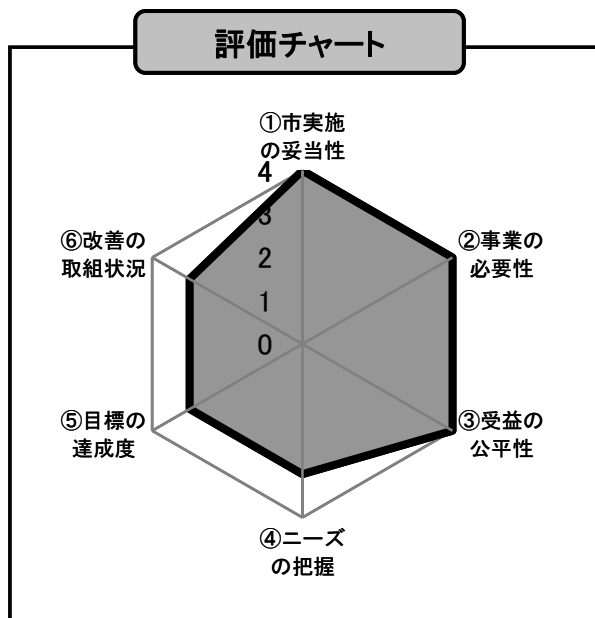 評価チャート
①市実施
の妥当性
4
3
2
1
0
②事業の
必要性
③受益の
公平性
④ニーズ
の把握
⑤目標の
達成度
⑥改善の
取組状況